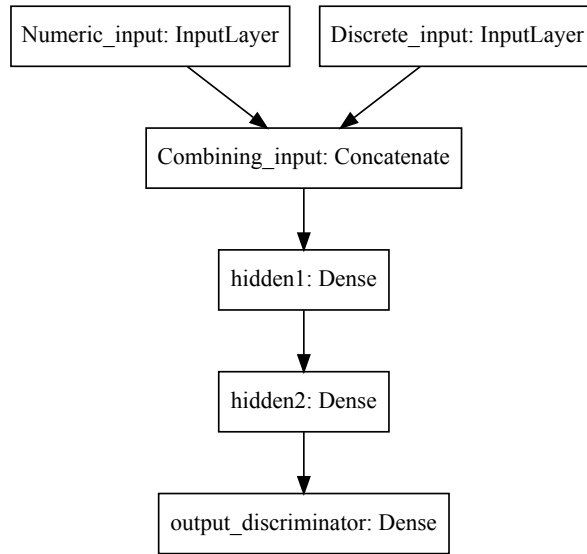 Numeric_input: InputLayer
Discrete_input: InputLayer
Combining_input: Concatenate
hidden1: Dense
hidden2: Dense
output_discriminator: Dense